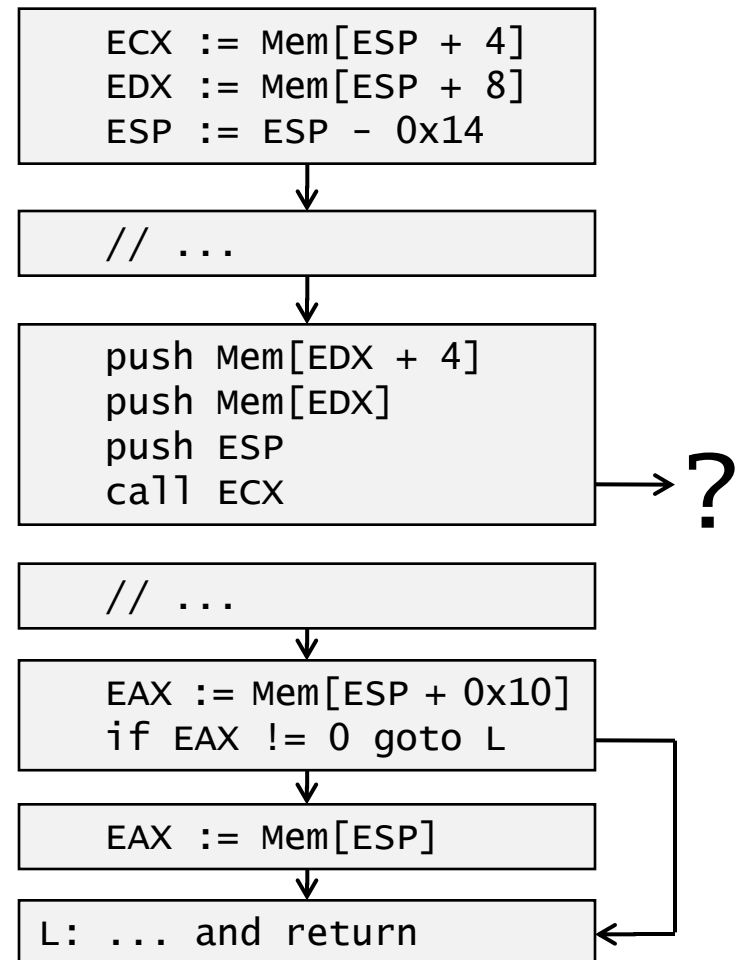 ECX := Mem[ESP + 4]
EDX := Mem[ESP + 8]
ESP := ESP - 0x14
// ...
push Mem[EDX + 4]
push Mem[EDX]
push ESP
call ECX
?
// ...
EAX := Mem[ESP + 0x10]
if EAX != 0 goto L
EAX := Mem[ESP]
L: ... and return